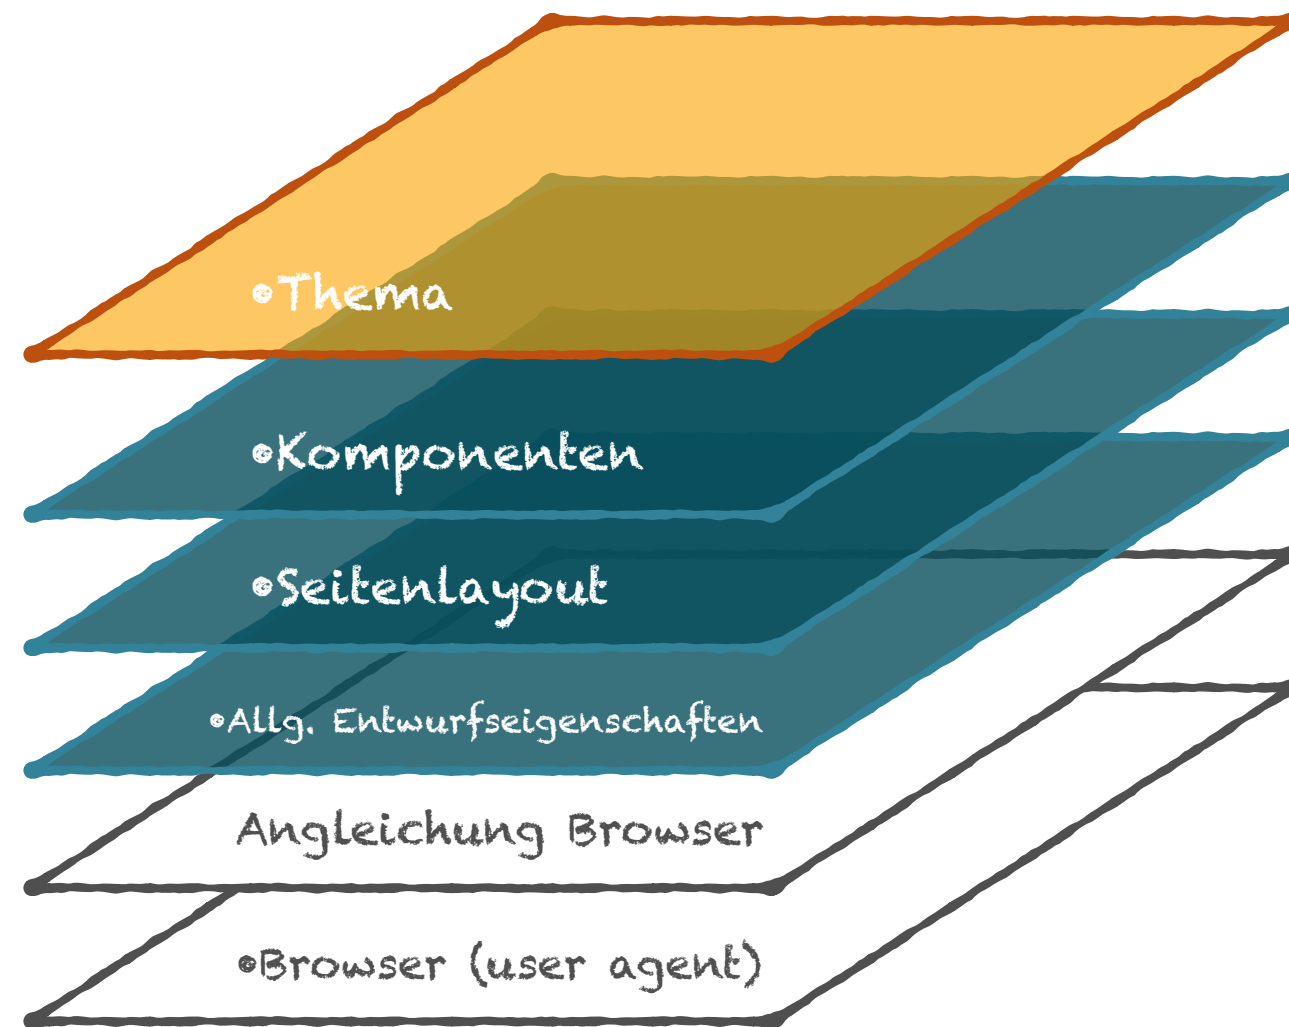 •Thema
•Komponenten
•Seitenlayout
•Allg. Entwurfseigenschaften
Angleichung Browser
•Browser (user agent)